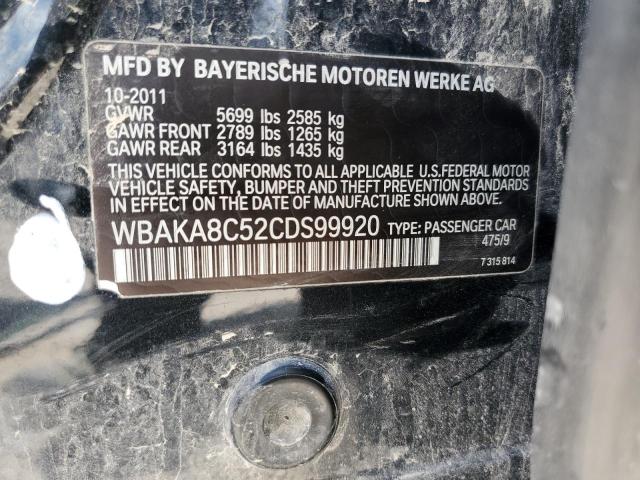 MFD BY BAYERISCHE MOTOREN WERKE AG
10-2011
GVWR 5699 lbs 2585 kg
GAWR FRONT 2789 lbs 1265 kg
GAWR REAR 3164 lbs 1435 kg
THIS VEHICLE CONFORMS TO ALL APPLICABLE U.S.FEDERAL MOTOR
VEHICLE SAFETY, BUMPER AND THEFT PREVENTION STANDARDS
IN EFFECT ON THE DATE OF MANUFACTURE SHOWN ABOVE.
WBAKA8C52CDS99920 TYPE: PASSENGER CAR
475/9
7 315 814